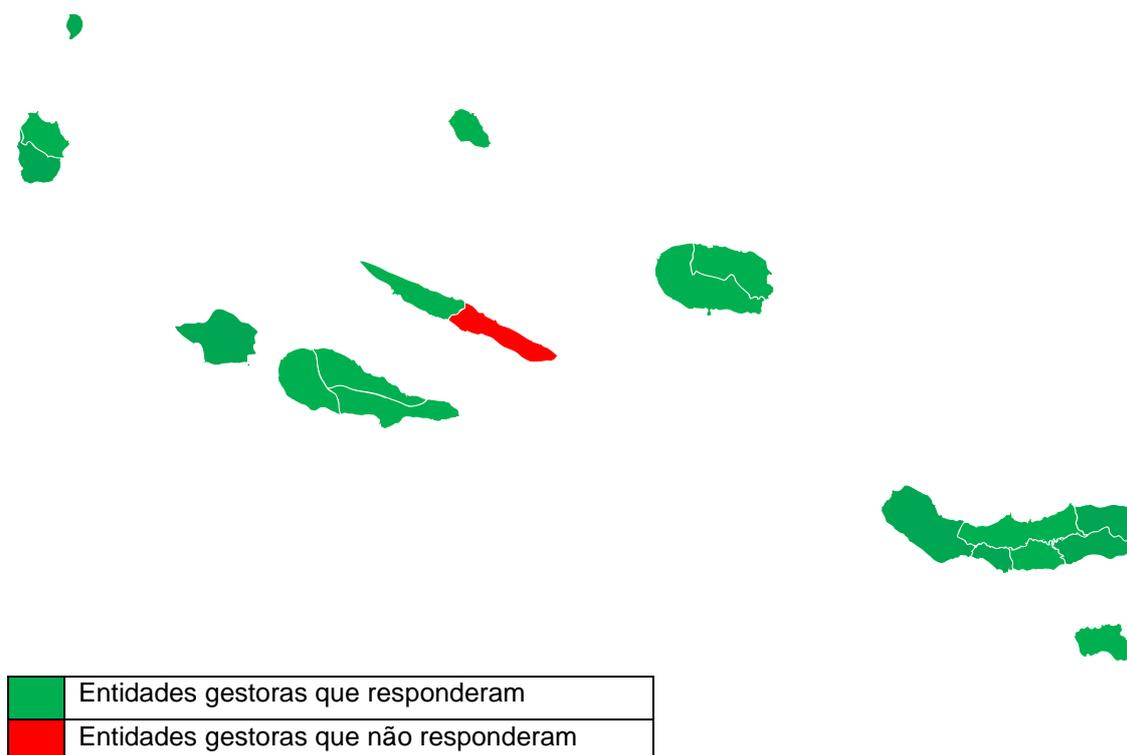 Entidades gestoras que responderam
Entidades gestoras que não responderam